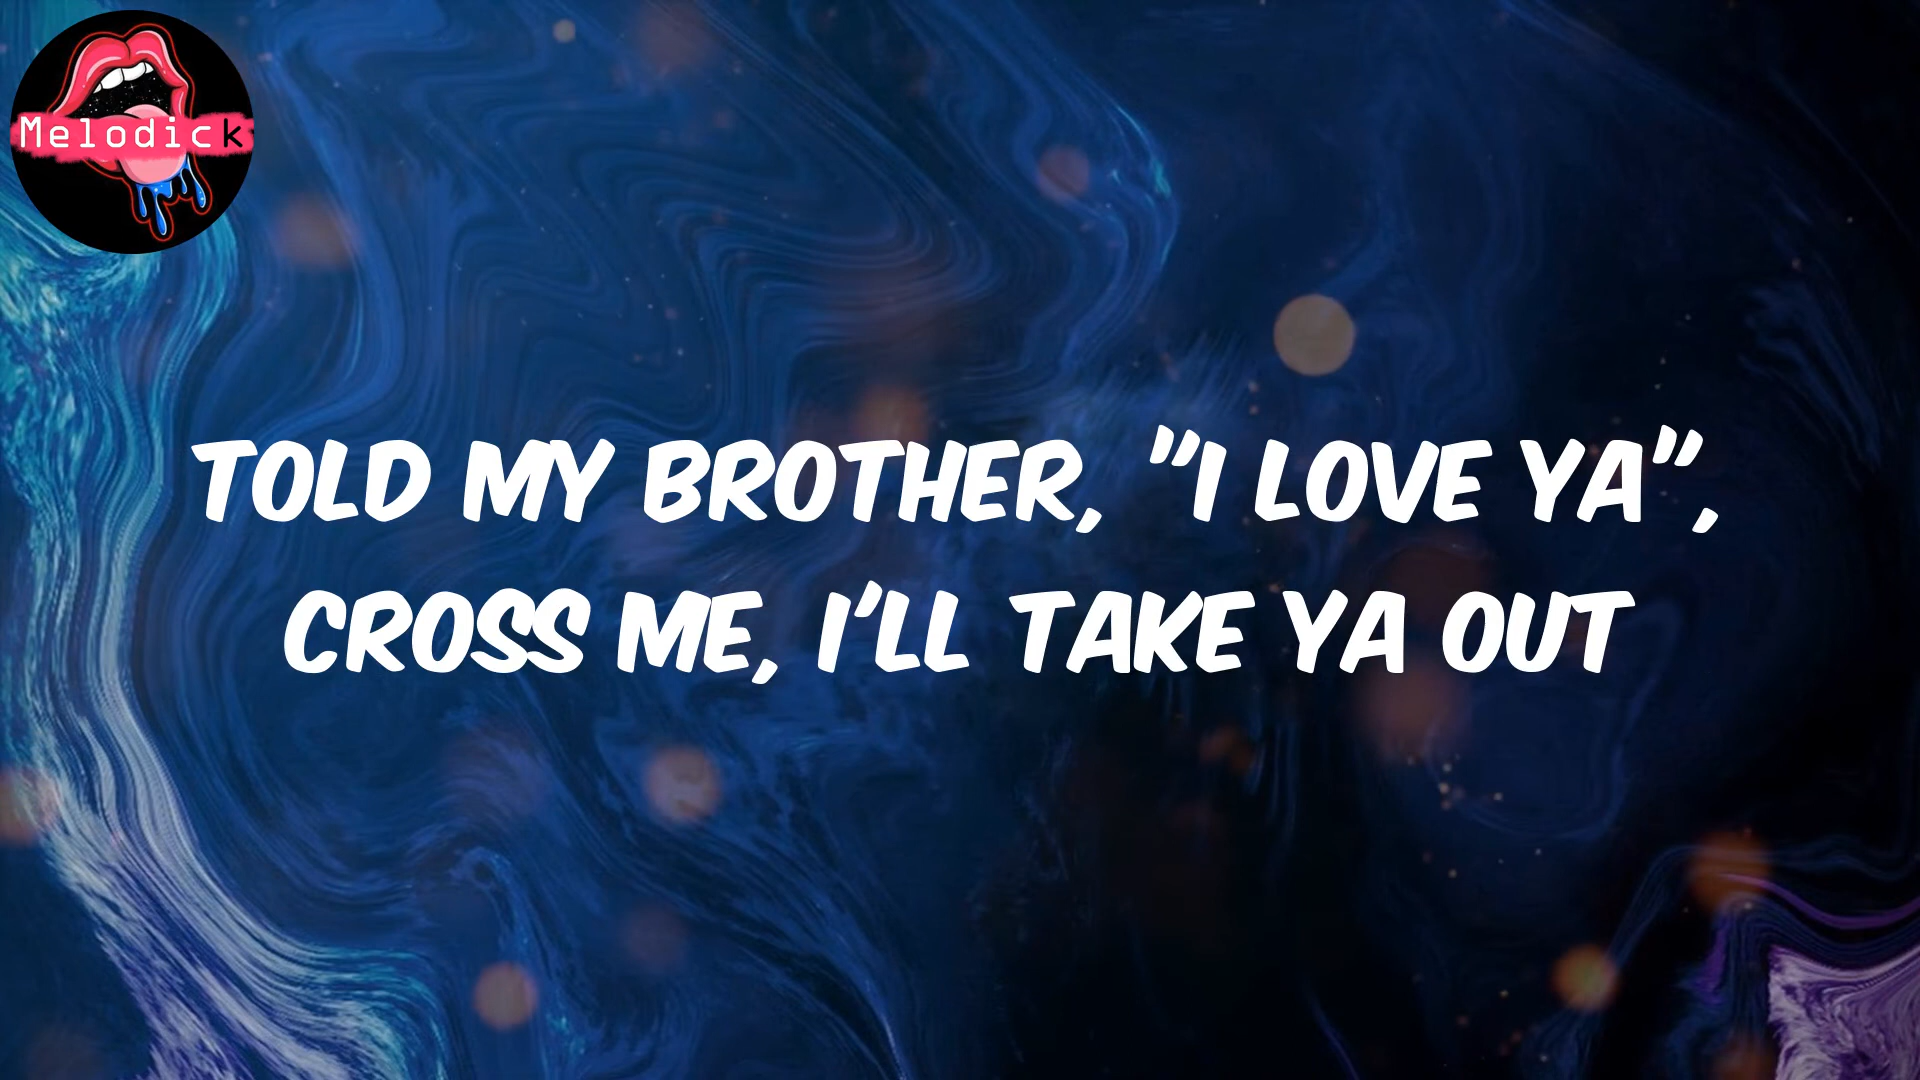 Melodick
TOLD MY BROTHER, "I LOVE YA",
CROSS ME, I'LL TAKE YA OUT